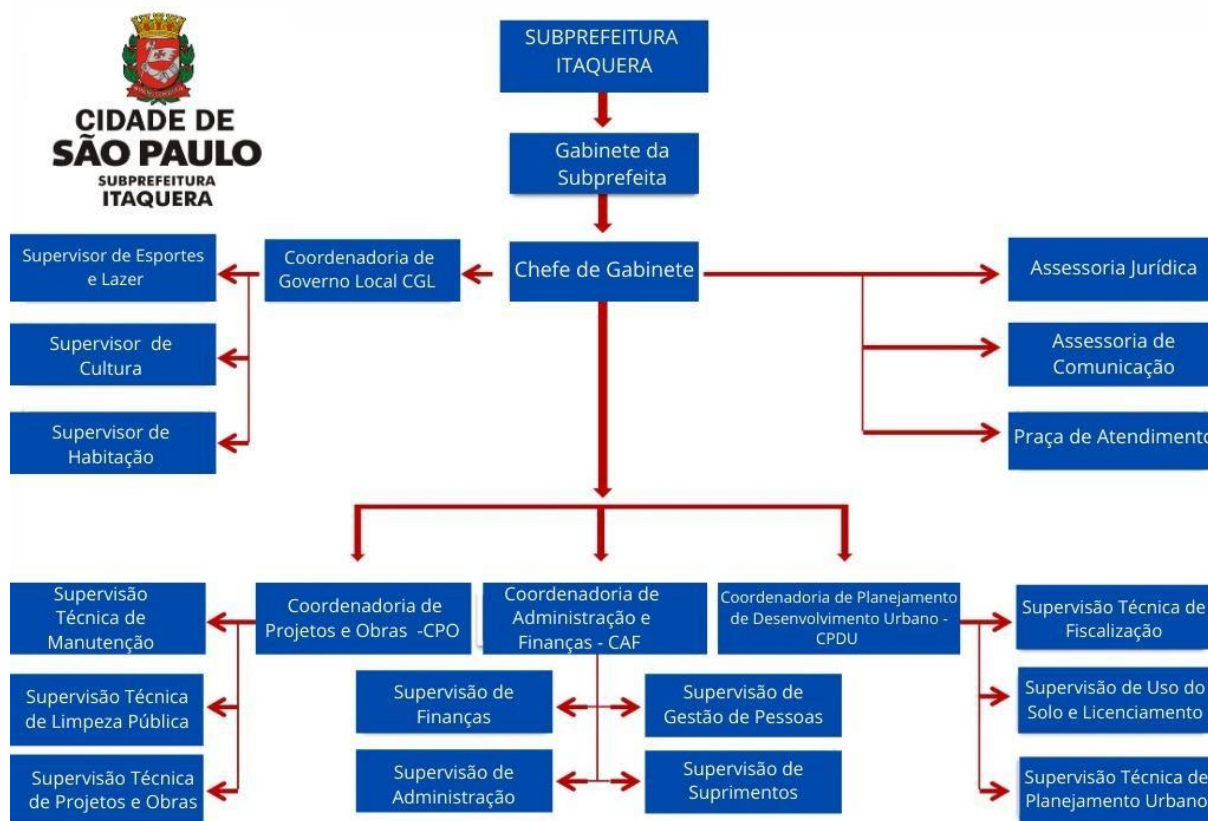 CIDADE DE
SÃO PAULO
SUBPREFEITURA
ITAQUERA
SUBPREFEITURA
ITAQUERA
Gabinete da
Subprefeita
Supervisor de Esportes
e Lazer
Coordenadoria de
Governo Local CGL
Chefe de Gabinete
Assessoria Jurídica
Supervisor de
Cultura
Assessoria de
Comunicação
Supervisor de
Habitação
Praça de Atendimento
Supervisão
Técnica de
Manutenção
Coordenadoria de
Projetos e Obras -CPO
Coordenadoria de
Administração e
Finanças - CAF
Coordenadoria de Planejamento
de Desenvolvimento Urbano -
CPDU
Supervisão Técnica de
Fiscalização
Supervisão Técnica
de Limpeza Pública
Supervisão de
Finanças
Supervisão de
Gestão de Pessoas
Supervisão de Uso do
Solo e Licenciamento
Supervisão Técnica
de Projetos e Obras
Supervisão de
Administração
Supervisão de
Suprimentos
Supervisão Técnica de
Planejamento Urbano